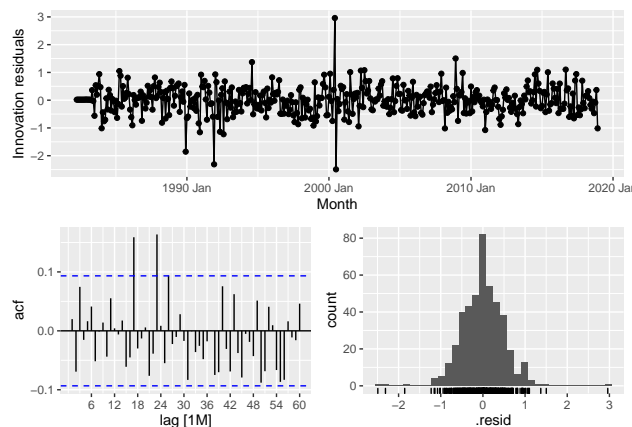 3
2
1
0
−1
−2
Innovation residuals
1990 Jan
2000 Jan
2010 Jan
2020 Jan
Month
0.1
0.0
−0.1
acf
6 12 18 24 30 36 42 48 54 60
lag [1M]
80
60
40
20
0
count
−2 −1 0 1 2 3
.resid